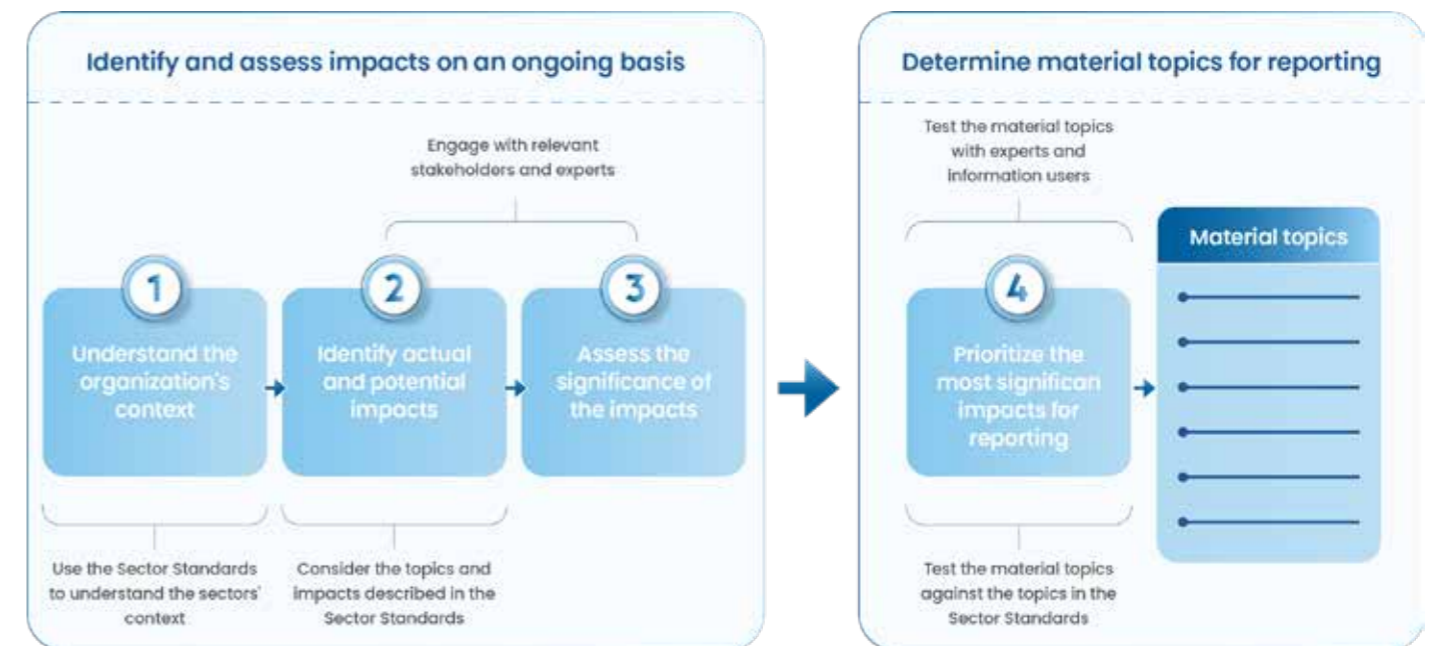 Identify and assess impacts on an ongoing basis
Engage with relevant
stakeholders and experts
1
Understand the
organization's
context
2
Identify actual
and potential
impacts
3
Assess the
significance of
the impacts
Use the Sector Standards
to understand the sectors'
context
Consider the topics and
impacts described in the
Sector Standards
Determine material topics for reporting
Test the material topics
with experts and
information users
4
Prioritize the
most significan
impacts for
reporting
Material topics
Test the material topics
against the topics in the
Sector Standards